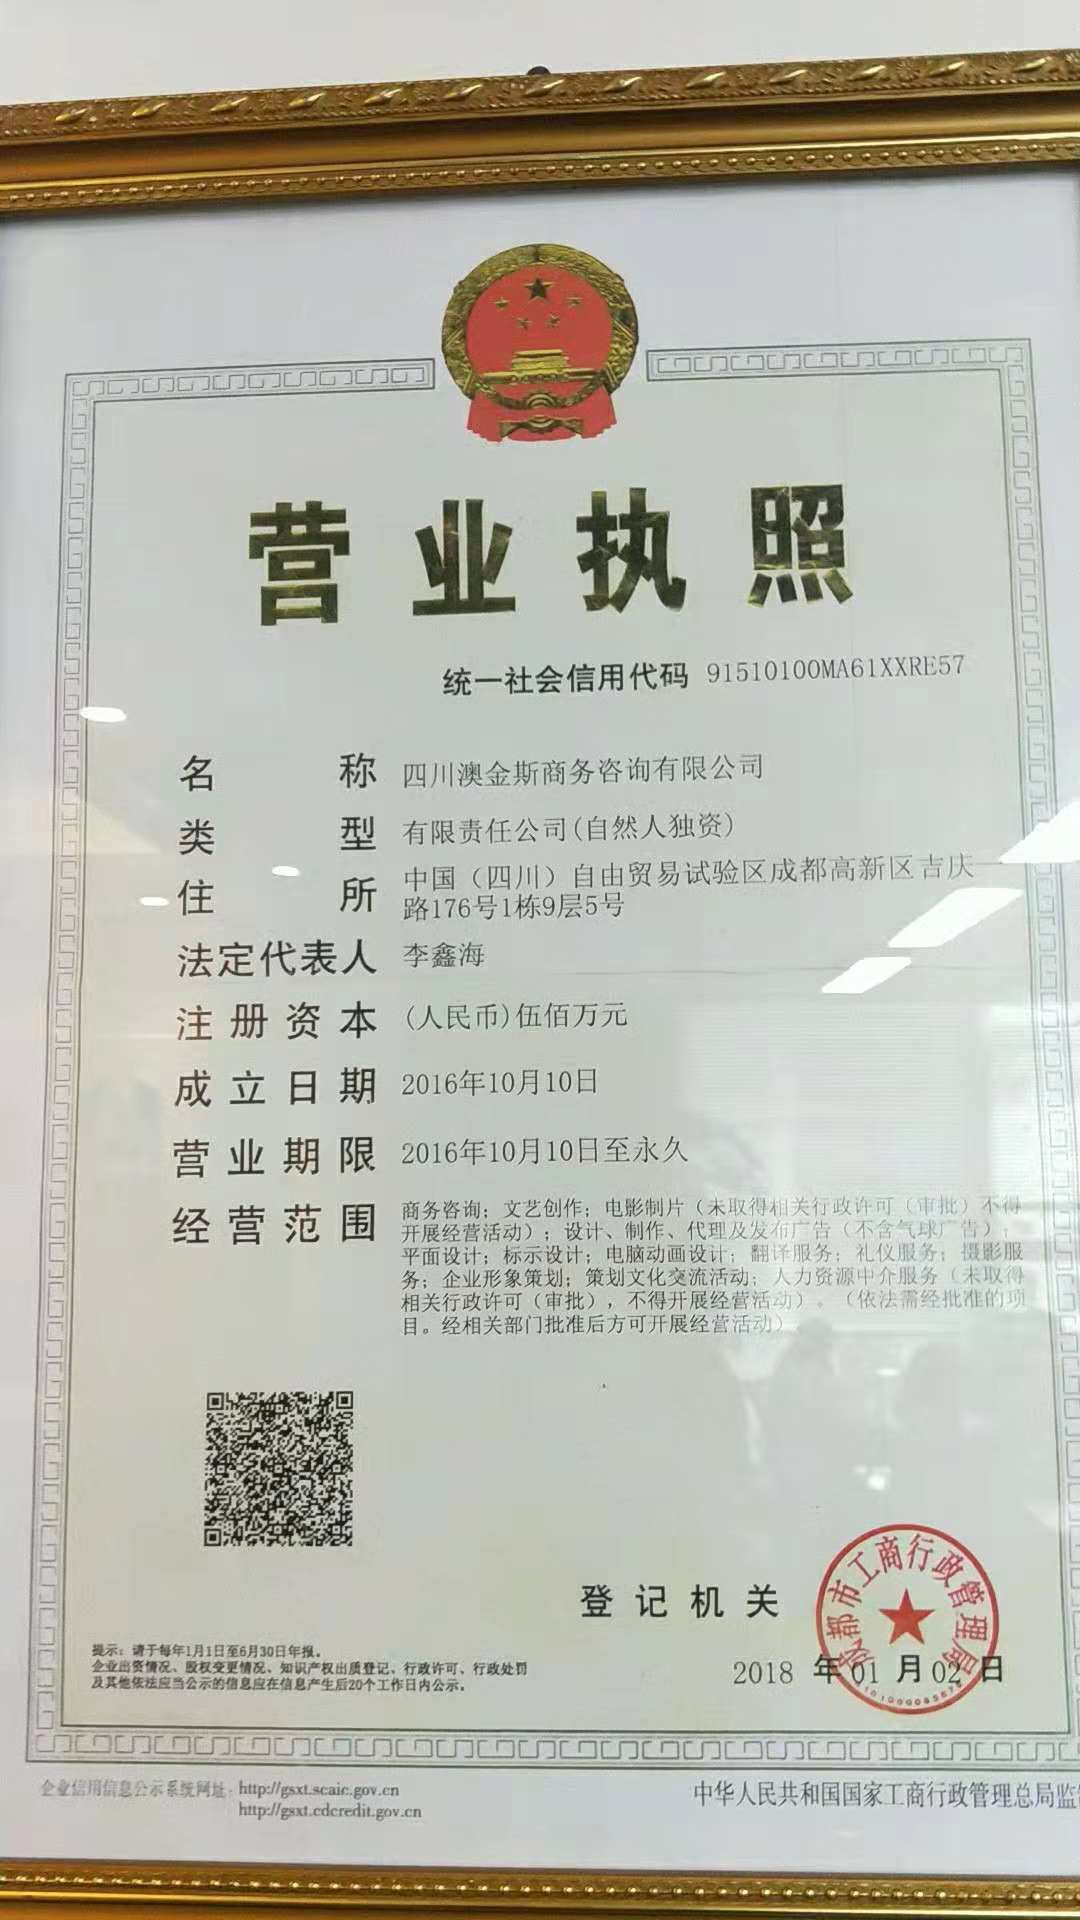 营业执照
统一社会信用代码 91510100MA61XXRE57
名称 四川澳金斯商务咨询有限公司
类型 有限责任公司(自然人独资)
住所 中国（四川）自由贸易试验区成都高新区吉庆
路176号1栋9层5号
法定代表人 李鑫海
注册资本 (人民币)伍佰万元
成立日期 2016年10月10日
营业期限 2016年10月10日至永久
经营范围 商务咨询；文艺创作；电影制片（未取得相关行政许可（审批）不得
开展经营活动）；设计、制作、代理及发布广告（不含气球广告）；
平面设计；标示设计；电脑动画设计；翻译服务；礼仪服务；摄影服
务；企业形象策划；策划文化交流活动；人力资源中介服务（未取得
相关行政许可（审批），不得开展经营活动）。（依法需经批准的项
目。经相关部门批准后方可开展经营活动）
登记机关
成都市工商行政管理局
2018 年 01 月 02 日
提示：请于每年1月1日至6月30日年报。
企业出资情况、股权变更情况、知识产权出质登记、行政许可、行政处罚
及其他依法应当公示的信息应在信息产生后20个工作日内公示。
企业信用信息公示系统网址：http://gsxt.scaic.gov.cn
http://gsxt.cdcredit.gov.cn
中华人民共和国国家工商行政管理总局监制